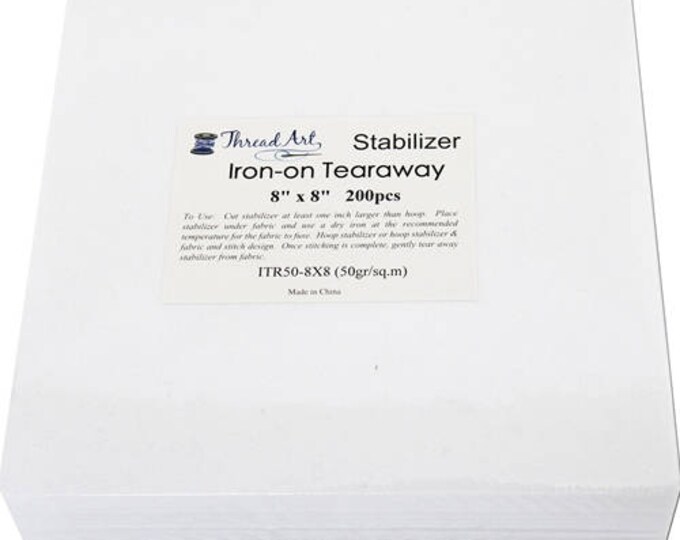 Thread Art Stabilizer
Iron-on Tearaway
8" x 8" 200pcs
To Use: Cut stabilizer at least one inch larger than hoop. Place
stabilizer under fabric and use a dry iron at the recommended
temperature for the fabric to fuse. Hoop stabilizer or hoop stabilizer &
fabric and stitch design. Once stitching is complete, gently tear away
stabilizer from fabric.
ITR50-8X8 (50gr/sq.m)
Made in China